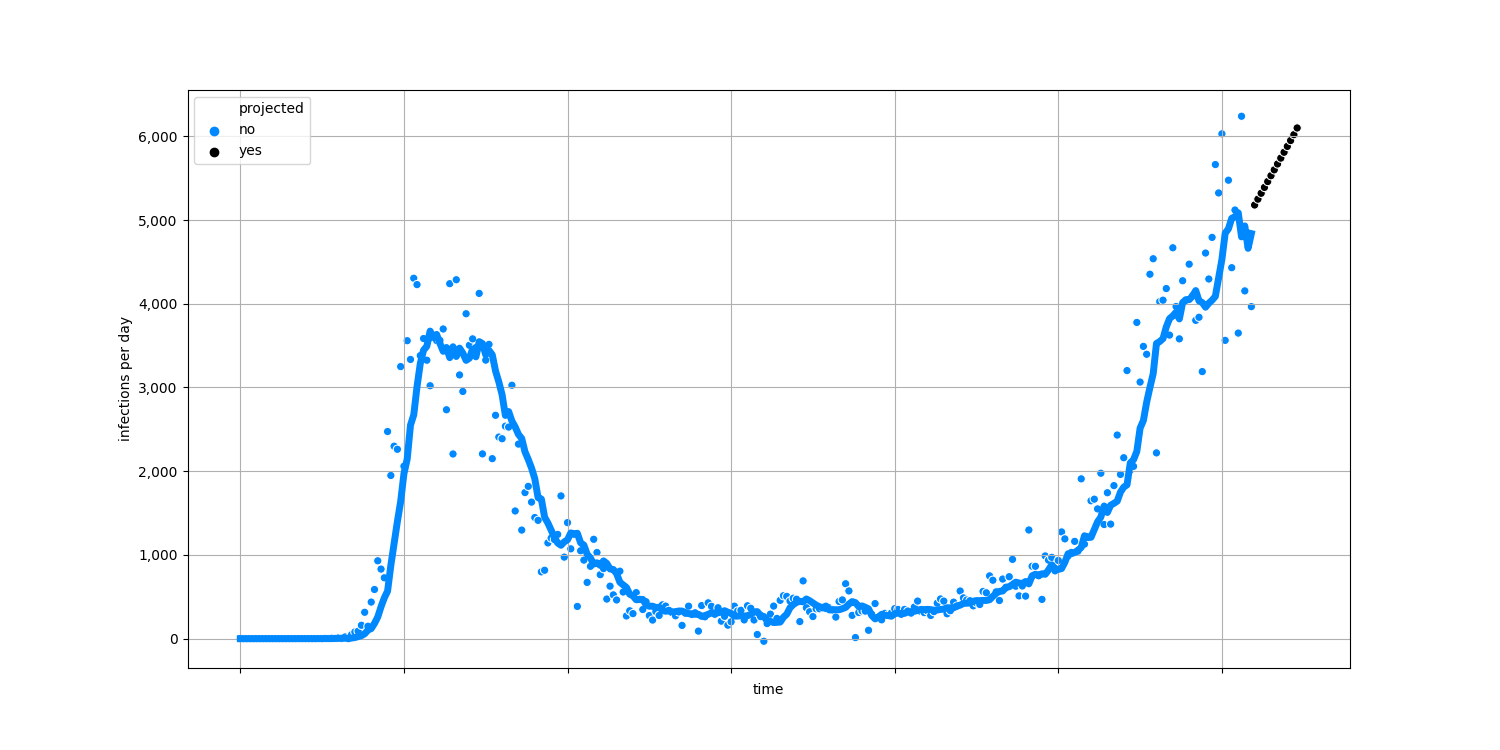 projected
no
yes
6,000
5,000
4,000
3,000
2,000
1,000
0
infections per day
time